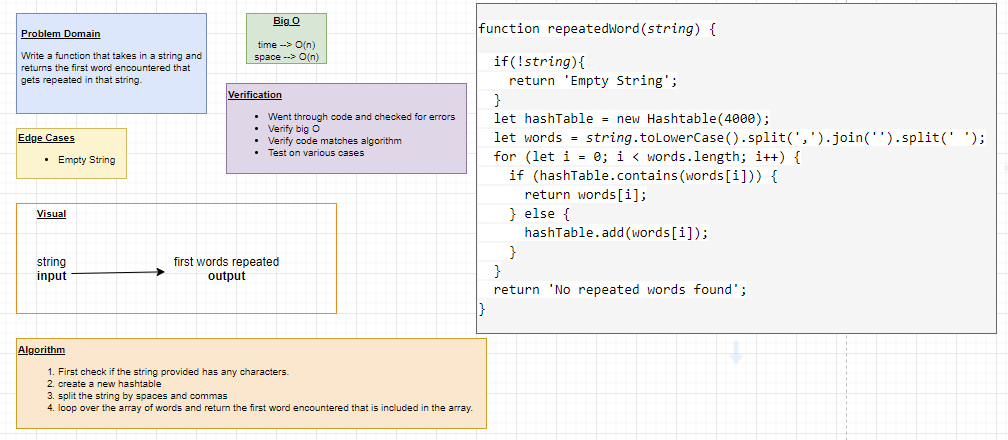 Problem Domain
Write a function that takes in a string and
returns the first word encountered that
gets repeated in that string.
Big O
time --> O(n)
space --> O(n)
Verification
• Went through code and checked for errors
• Verify big O
• Verify code matches algorithm
• Test on various cases
Edge Cases
• Empty String
Visual
string
input
first words repeated
output
Algorithm
1. First check if the string provided has any characters.
2. create a new hashtable
3. split the string by spaces and commas
4. loop over the array of words and return the first word encountered that is included in the array.
function repeatedWord(string) {
if(!string){
return 'Empty String';
}
let hashTable = new Hashtable(4000);
let words = string.toLowerCase().split(',').join('').split(' ');
for (let i = 0; i < words.length; i++) {
if (hashTable.contains(words[i])) {
return words[i];
} else {
hashTable.add(words[i]);
}
}
return 'No repeated words found';
}